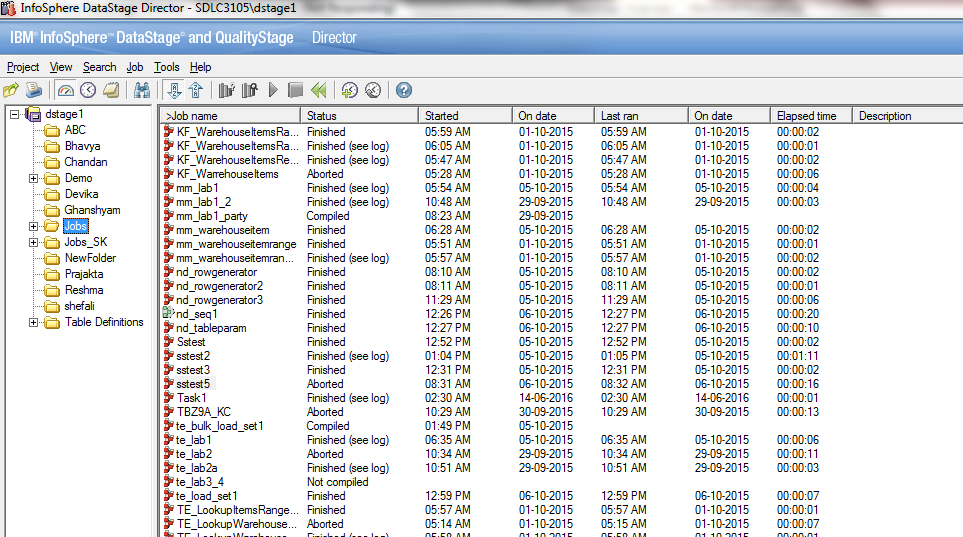 InfoSphere DataStage Director - SDLC3105\dstage1
IBM® InfoSphere™ DataStage® and QualityStage Director
Project View Search Job Tools Help
dstage1
ABC
Bhavya
Chandan
Demo
Devika
Ghanshyam
Jobs
Jobs_SK
NewFolder
Prajakta
Reshma
shefali
Table Definitions
>Job name Status Started On date Last ran On date Elapsed time Description
KF_WarehouseItemsRa... Finished 05:59 AM 01-10-2015 05:59 AM 01-10-2015 00:00:02
KF_WarehouseItemsRa... Finished (see log) 06:05 AM 01-10-2015 06:05 AM 01-10-2015 00:00:01
KF_WarehouseItemsRe... Finished 05:47 AM 01-10-2015 05:47 AM 01-10-2015 00:00:02
KF_WarrehouseItems Aborted 05:28 AM 01-10-2015 05:28 AM 01-10-2015 00:00:06
mm_lab1 Finished (see log) 05:54 AM 05-10-2015 05:54 AM 05-10-2015 00:00:04
mm_lab1_2 Finished (see log) 10:48 AM 29-09-2015 10:48 AM 29-09-2015 00:00:03
mm_lab1_party Compiled 08:23 AM 29-09-2015
mm_warehouseitem Finished 06:28 AM 05-10-2015 06:28 AM 05-10-2015 00:00:02
mm_warehouseitemrange Finished 05:51 AM 01-10-2015 05:51 AM 01-10-2015 00:00:01
mm_warehouseitemran... Finished (see log) 05:57 AM 01-10-2015 05:57 AM 01-10-2015 00:00:02
nd_rowgenerator Finished 08:10 AM 05-10-2015 08:10 AM 05-10-2015 00:00:02
nd_rowgenerator2 Finished 08:11 AM 05-10-2015 08:11 AM 05-10-2015 00:00:01
nd_rowgenerator3 Finished 11:29 AM 05-10-2015 11:29 AM 05-10-2015 00:00:06
nd_seq1 Finished 12:26 PM 06-10-2015 12:27 PM 06-10-2015 00:00:20
nd_tableparam Finished 12:27 PM 06-10-2015 12:27 PM 06-10-2015 00:00:10
Sstest Finished 12:52 PM 05-10-2015 12:52 PM 05-10-2015 00:00:02
sstest2 Finished (see log) 01:04 PM 05-10-2015 01:05 PM 05-10-2015 00:01:11
sstest3 Finished 12:31 PM 05-10-2015 12:31 PM 05-10-2015 00:00:02
sstest5 Aborted 08:31 AM 06-10-2015 08:32 AM 06-10-2015 00:00:16
Task1 Finished (see log) 02:30 AM 14-06-2016 02:30 AM 14-06-2016 00:00:01
TBZ9A_KC Aborted 10:29 AM 30-09-2015 10:29 AM 30-09-2015 00:00:13
te_bulk_load_set1 Compiled 01:49 PM 05-10-2015
te_lab1 Finished (see log) 06:35 AM 05-10-2015 06:35 AM 05-10-2015 00:00:06
te_lab2 Aborted 10:34 AM 29-09-2015 10:34 AM 29-09-2015 00:00:11
te_lab2a Finished (see log) 10:51 AM 29-09-2015 10:51 AM 29-09-2015 00:00:03
te_lab3_4 Not compiled
te_load_set1 Finished 12:59 PM 06-10-2015 12:59 PM 06-10-2015 00:00:07
TE_LookupItemsRange... Finished 05:57 AM 01-10-2015 05:57 AM 01-10-2015 00:00:01
TE_LookupWarehouse... Aborted 05:14 AM 01-10-2015 05:15 AM 01-10-2015 00:00:07